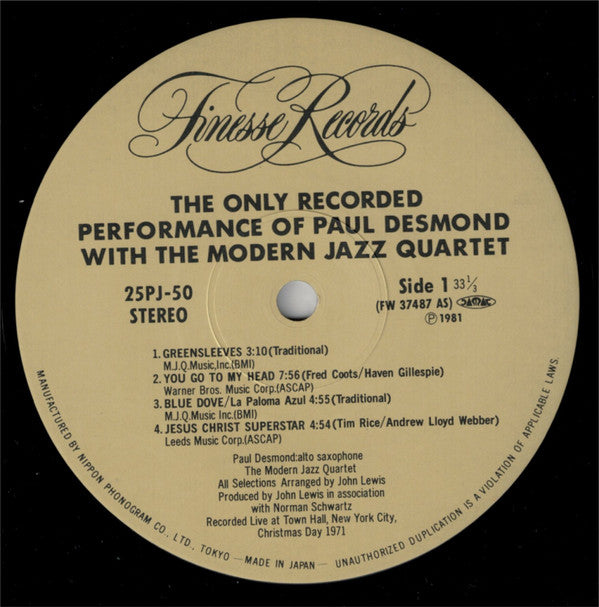 Finesse Records
THE ONLY RECORDED
PERFORMANCE OF PAUL DESMOND
WITH THE MODERN JAZZ QUARTET
25PJ-50
STEREO
Side 1 33 1/3
(FW 37487 AS)
Ⓟ1981
1. GREENSLEEVES 3:10(Traditional)
M.J.Q.Music,Inc.(BMI)
2. YOU GO TO MY HEAD 7:56(Fred Coots/Haven Gillespie)
Warner Bros. Music Corp.(ASCAP)
3. BLUE DOVE/La Paloma Azul 4:55(Traditional)
M.J.Q.Music Inc.(BMI)
4. JESUS CHRIST SUPERSTAR 4:54(Tim Rice/Andrew Lloyd Webber)
Leeds Music Corp.(ASCAP)
Paul Desmond:alto saxophone
The Modern Jazz Quartet
All Selections Arranged by John Lewis
Produced by John Lewis in association
with Norman Schwartz
Recorded Live at Town Hall, New York City,
Christmas Day 1971
MANUFACTURED BY NIPPON PHONOGRAM CO., LTD., TOKYO — MADE IN JAPAN — UNAUTHORIZED DUPLICATION IS A VIOLATION OF APPLICABLE LAWS.